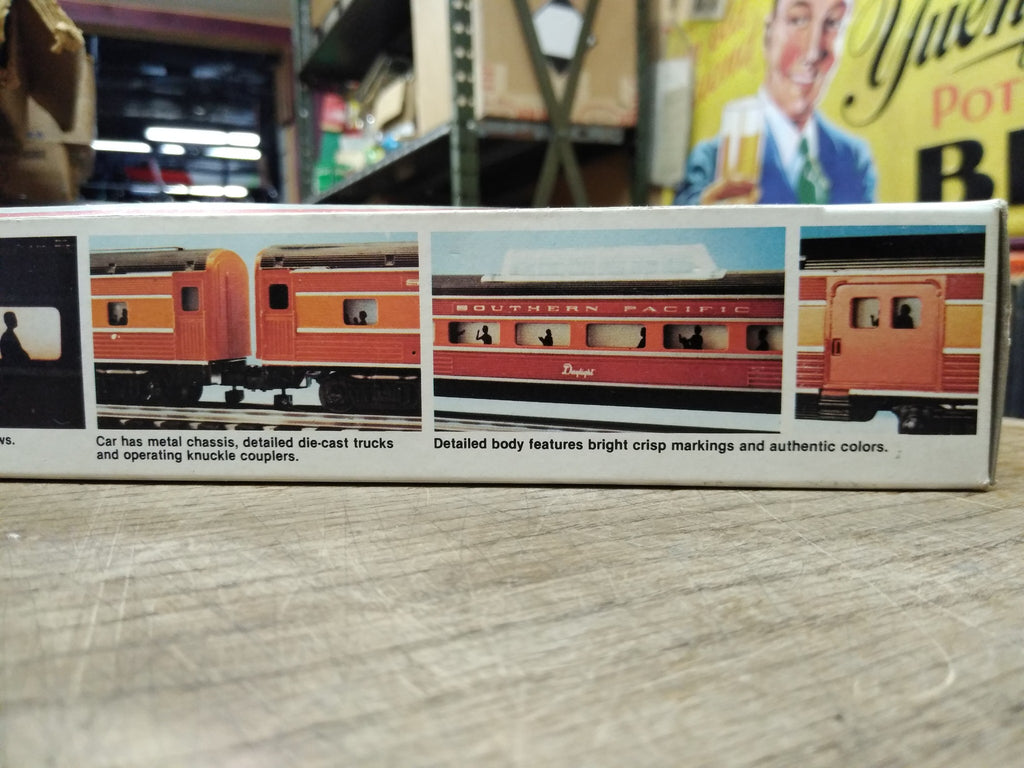 SOUTHERN PACIFIC
Daylight
ws.
Car has metal chassis, detailed die-cast trucks
and operating knuckle couplers.
Detailed body features bright crisp markings and authentic colors.